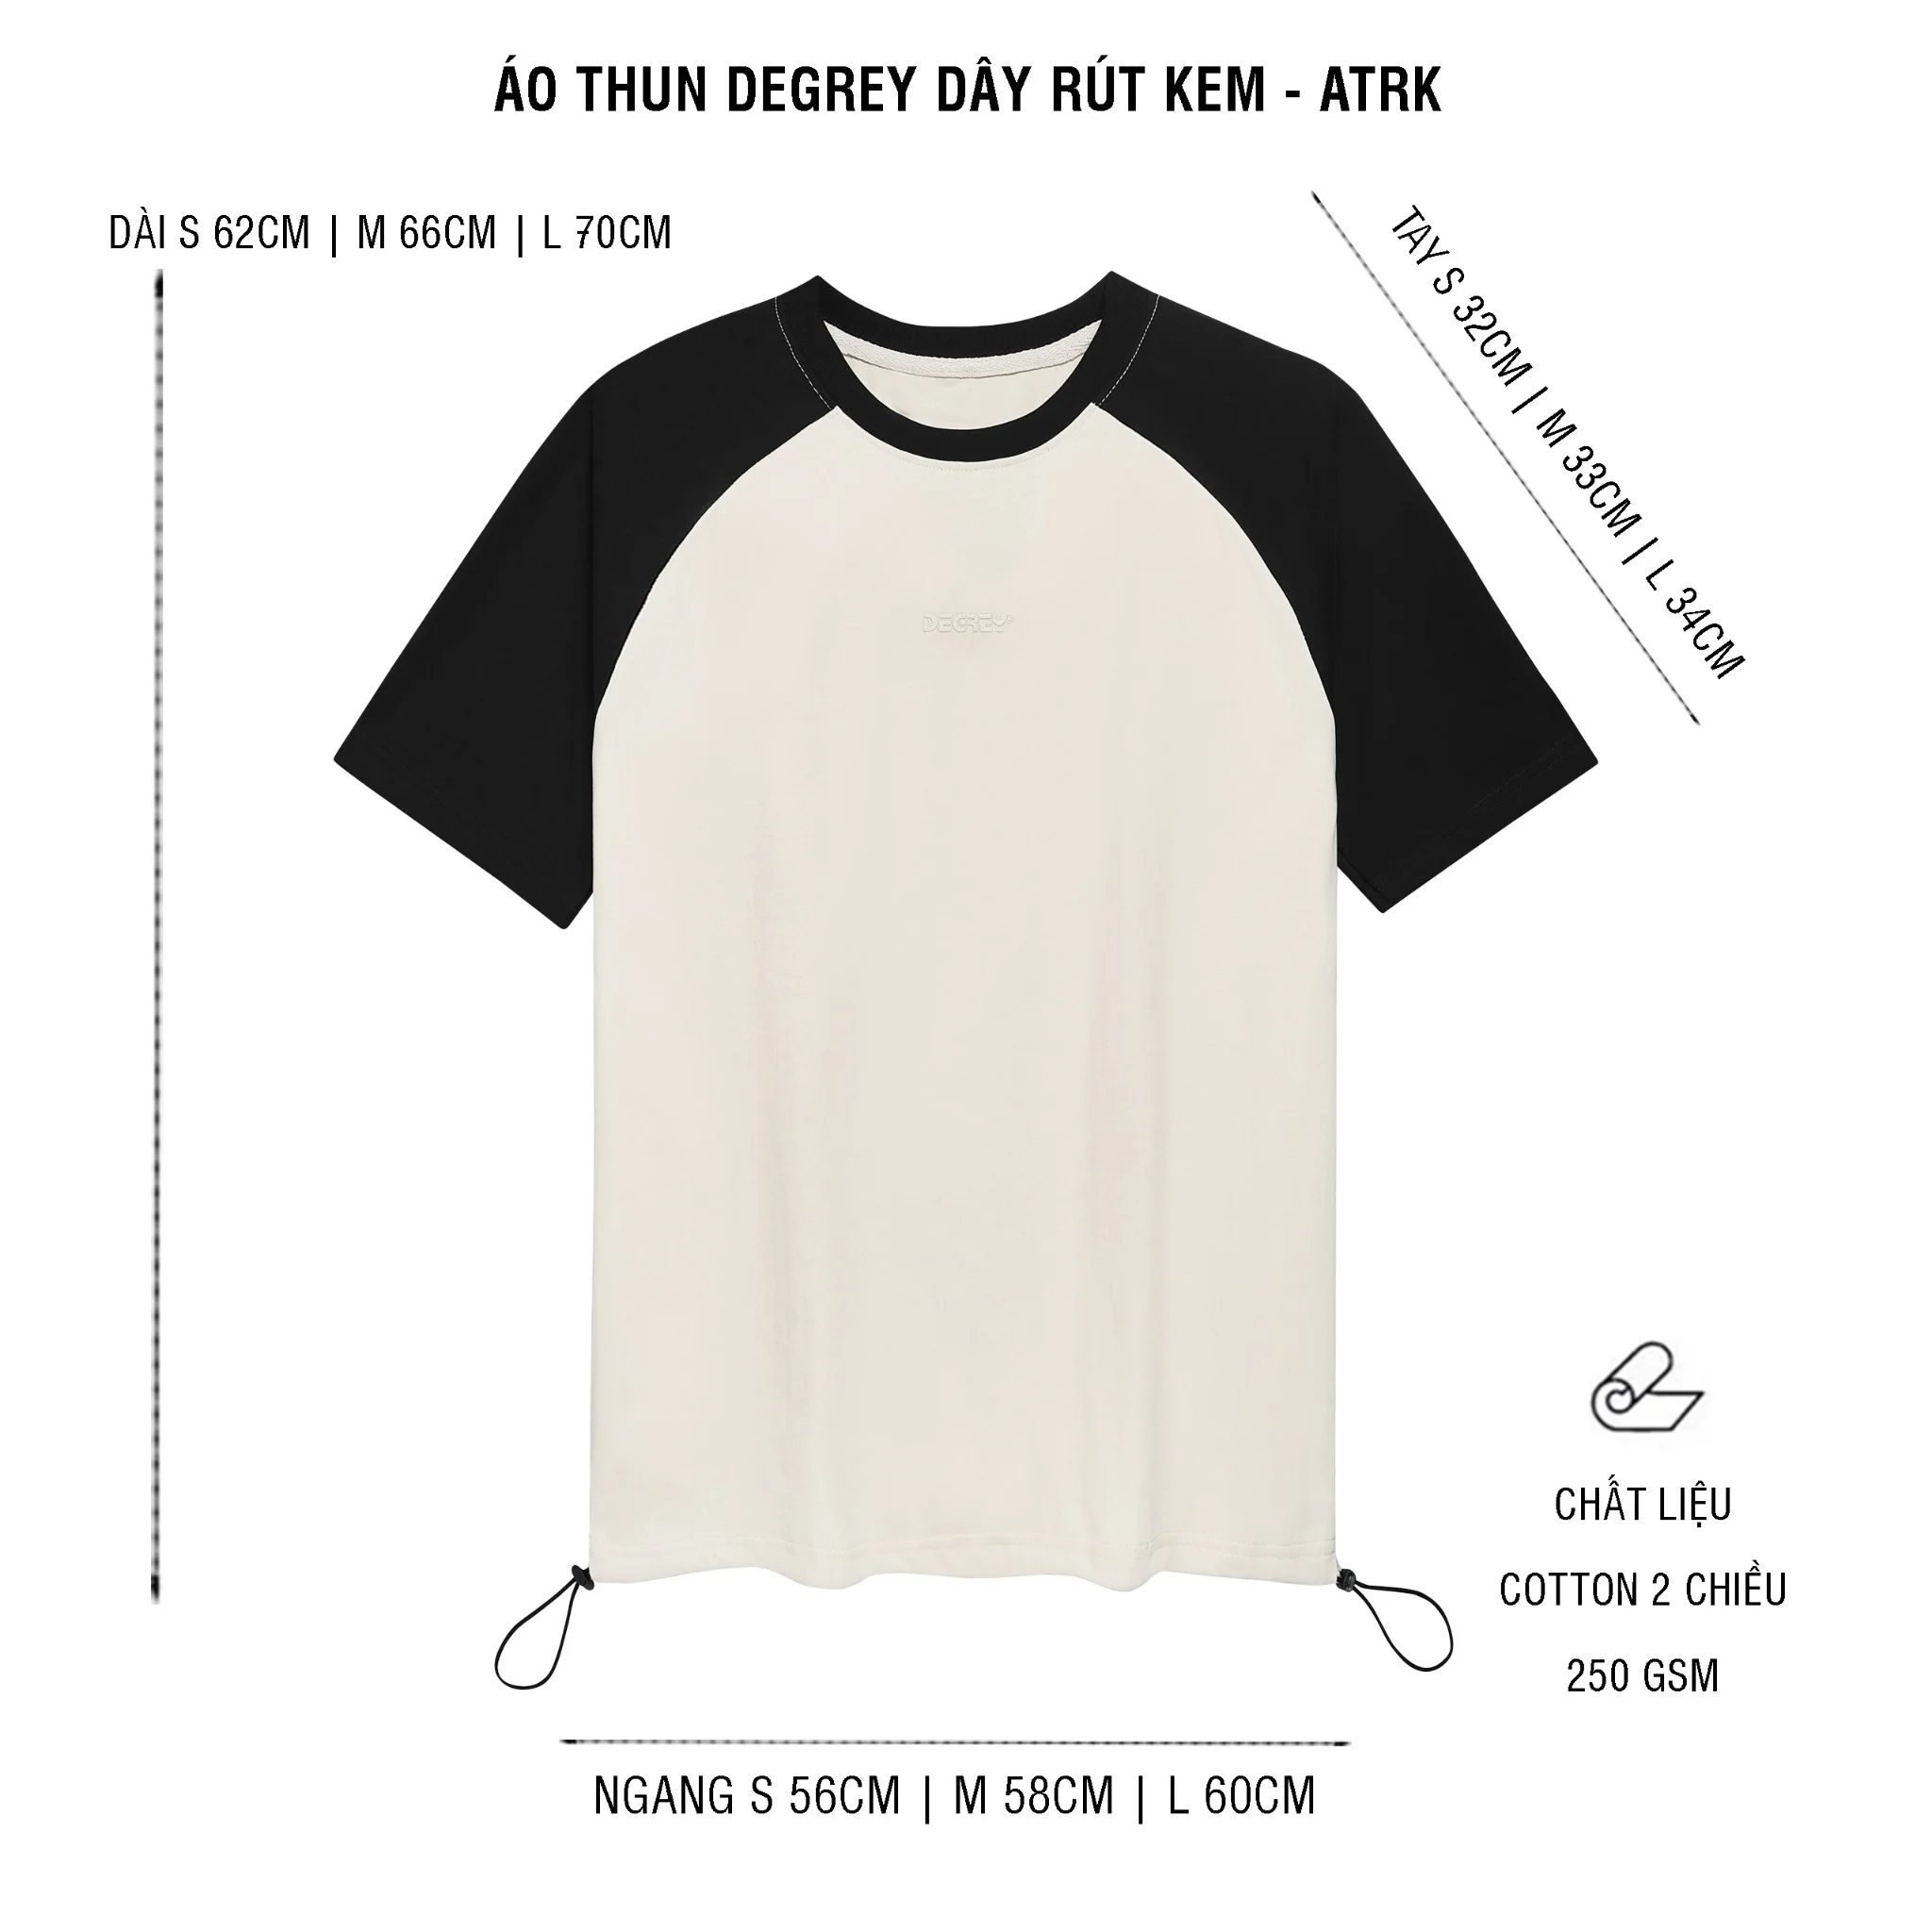 ÁO THUN DEGREY DÂY RÚT KEM - ATRK
DÀI S 62CM | M 66CM | L 70CM
TAY S 32CM | M 33CM | L 34CM
DEGREY®
CHẤT LIỆU
COTTON 2 CHIỀU
250 GSM
NGANG S 56CM | M 58CM | L 60CM